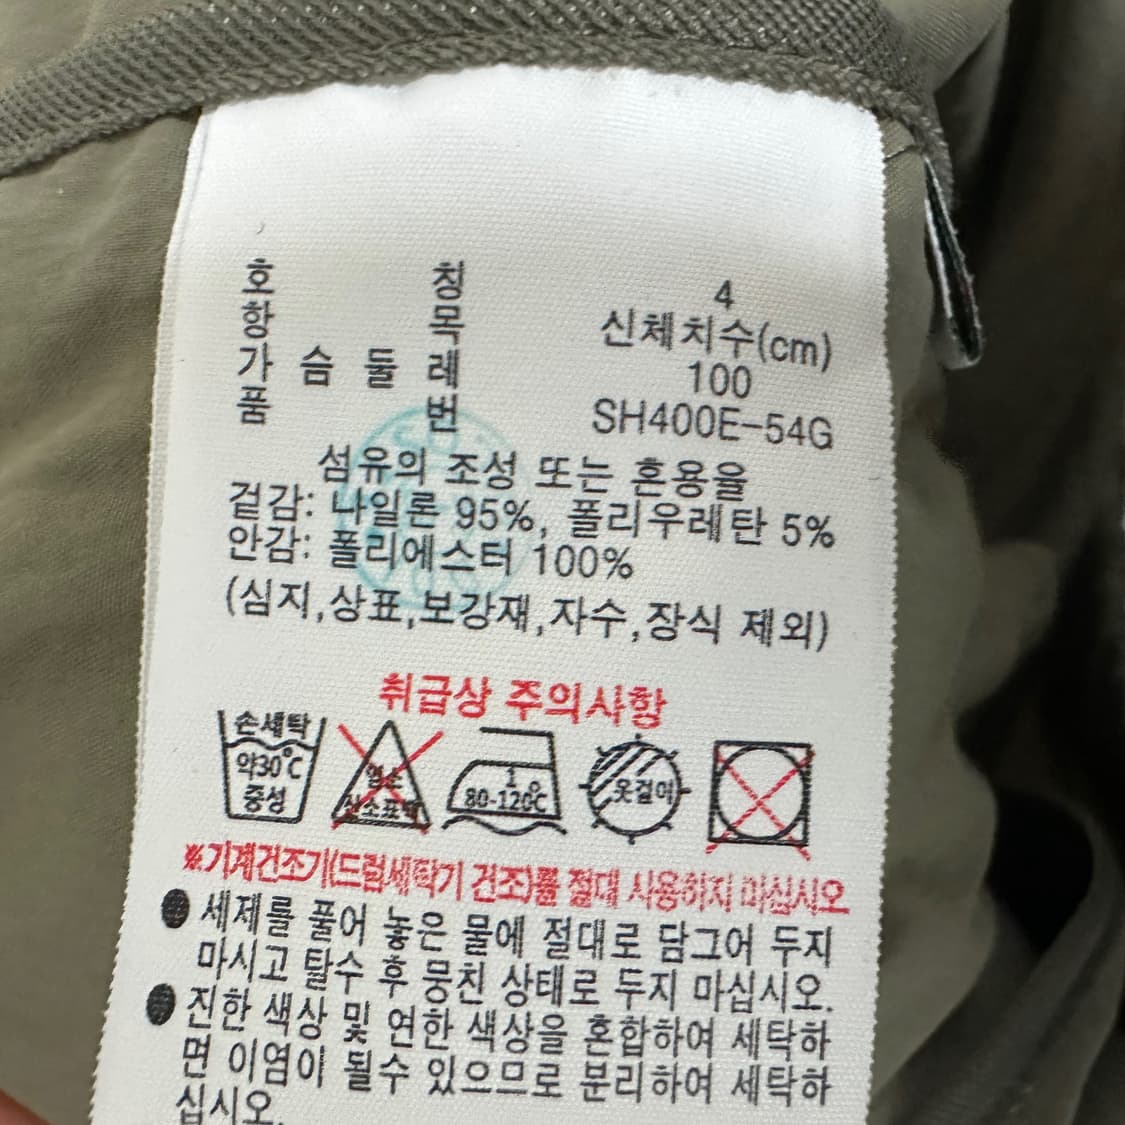 호 칭 4
항 목 신체치수(cm)
가 슴 둘 레 100
품 번 SH400E-54G
섬유의 조성 또는 혼용율
겉감: 나일론 95%, 폴리우레탄 5%
안감: 폴리에스터 100%
(심지,상표,보강재,자수,장식 제외)
취급상 주의사항
손세탁
약30℃
중성
염소
산소표백
80-120℃
옷걸이
※기계건조기(드럼세탁기 건조)를 절대 사용하지 마십시오
● 세제를 풀어 놓은 물에 절대로 담그어 두지
마시고 탈수 후 뭉친 상태로 두지 마십시오.
● 진한 색상 및 연한 색상을 혼합하여 세탁하
면 이염이 될수 있으므로 분리하여 세탁하
십시오.